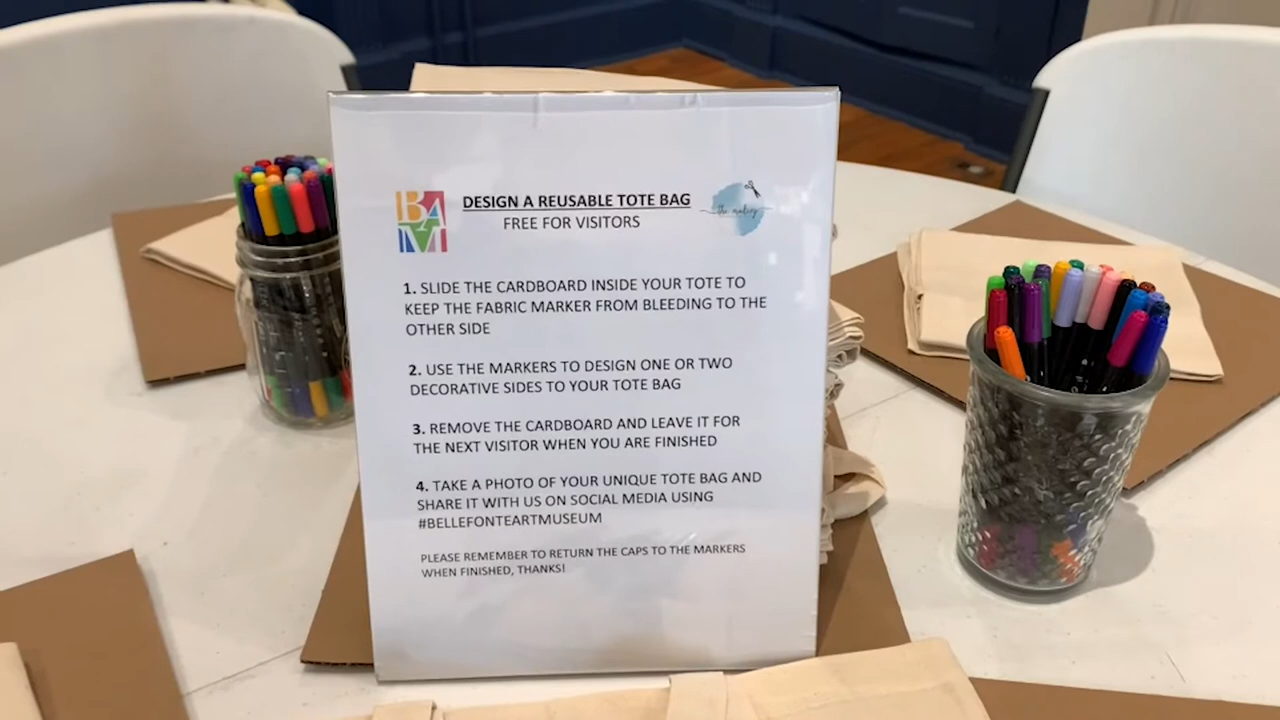 BAM
DESIGN A REUSABLE TOTE BAG
the makery
FREE FOR VISITORS
1. SLIDE THE CARDBOARD INSIDE YOUR TOTE TO
KEEP THE FABRIC MARKER FROM BLEEDING TO THE
OTHER SIDE
2. USE THE MARKERS TO DESIGN ONE OR TWO
DECORATIVE SIDES TO YOUR TOTE BAG
3. REMOVE THE CARDBOARD AND LEAVE IT FOR
THE NEXT VISITOR WHEN YOU ARE FINISHED
4. TAKE A PHOTO OF YOUR UNIQUE TOTE BAG AND
SHARE IT WITH US ON SOCIAL MEDIA USING
#BELLEFONTEARTMUSEUM
PLEASE REMEMBER TO RETURN THE CAPS TO THE MARKERS
WHEN FINISHED, THANKS!